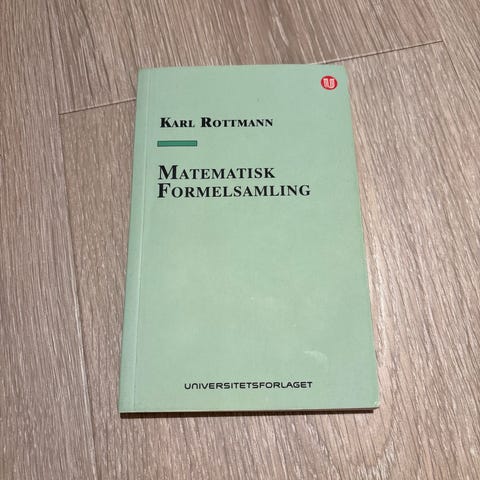 KARL ROTTMANN
MATEMATISK
FORMELSAMLING
UNIVERSITETSFORLAGET